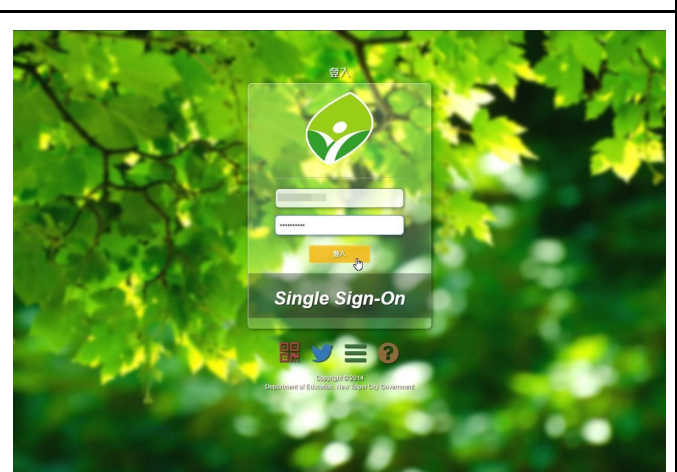 登入
••••••••••
登入
Single Sign-On
Copyright © 2014
Department of Education, New Taipei City Government